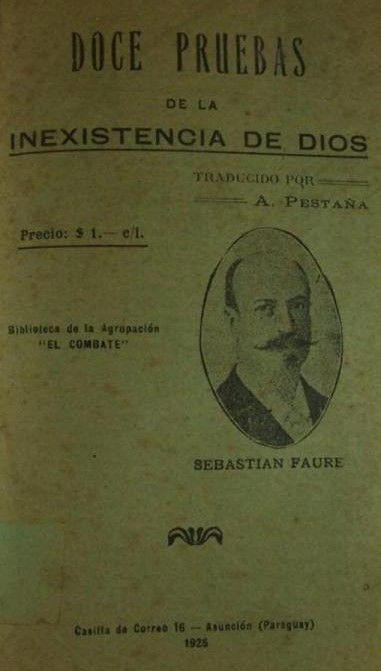 DOCE PRUEBAS
DE LA
INEXISTENCIA DE DIOS
TRADUCIDO POR
A. PESTAÑA
Precio: $ 1.— c/l.
Biblioteca de la Agrupación
"EL COMBATE"
SEBASTIAN FAURE
Casilla de Correo 16 — Asunción (Paraguay)
1925